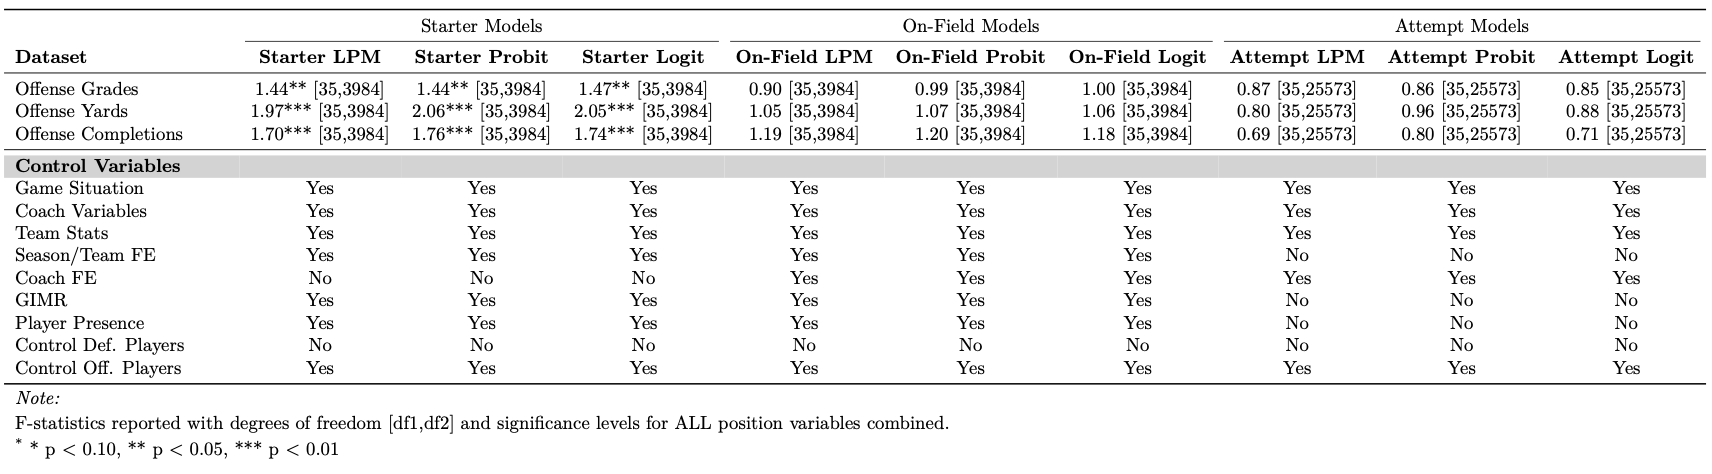 Starter Models On-Field Models Attempt Models
Dataset Starter LPM Starter Probit Starter Logit On-Field LPM On-Field Probit On-Field Logit Attempt LPM Attempt Probit Attempt Logit
Offense Grades 1.44** [35,3984] 1.44** [35,3984] 1.47** [35,3984] 0.90 [35,3984] 0.99 [35,3984] 1.00 [35,3984] 0.87 [35,25573] 0.86 [35,25573] 0.85 [35,25573]
Offense Yards 1.97*** [35,3984] 2.06*** [35,3984] 2.05*** [35,3984] 1.05 [35,3984] 1.07 [35,3984] 1.06 [35,3984] 0.80 [35,25573] 0.96 [35,25573] 0.88 [35,25573]
Offense Completions 1.70*** [35,3984] 1.76*** [35,3984] 1.74*** [35,3984] 1.19 [35,3984] 1.20 [35,3984] 1.18 [35,3984] 0.69 [35,25573] 0.80 [35,25573] 0.71 [35,25573]
Control Variables
Game Situation Yes Yes Yes Yes Yes Yes Yes Yes Yes
Coach Variables Yes Yes Yes Yes Yes Yes Yes Yes Yes
Team Stats Yes Yes Yes Yes Yes Yes Yes Yes Yes
Season/Team FE Yes Yes Yes Yes Yes Yes No No No
Coach FE No No No Yes Yes Yes Yes Yes Yes
GIMR Yes Yes Yes Yes Yes Yes No No No
Player Presence Yes Yes Yes Yes Yes Yes No No No
Control Def. Players No No No No No No No No No
Control Off. Players Yes Yes Yes Yes Yes Yes Yes Yes Yes
Note:
F-statistics reported with degrees of freedom [df1,df2] and significance levels for ALL position variables combined.
* * p < 0.10, ** p < 0.05, *** p < 0.01